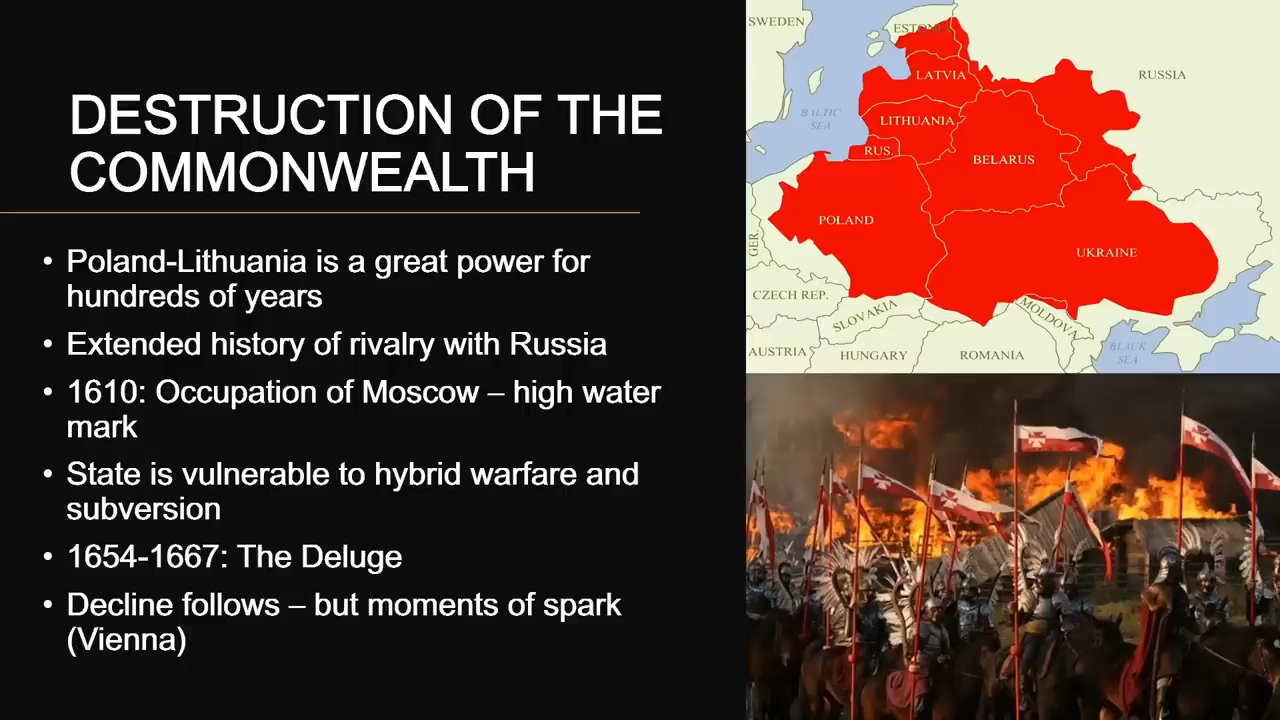 DESTRUCTION OF THE
COMMONWEALTH
• Poland-Lithuania is a great power for
hundreds of years
• Extended history of rivalry with Russia
• 1610: Occupation of Moscow – high water
mark
• State is vulnerable to hybrid warfare and
subversion
• 1654-1667: The Deluge
• Decline follows – but moments of spark
(Vienna)
SWEDEN
ESTONIA
RUSSIA
LATVIA
BALTIC
SEA
LITHUANIA
RUS.
BELARUS
POLAND
GER.
UKRAINE
CZECH REP.
SLOVAKIA
MOLDOVA
AUSTRIA
HUNGARY
ROMANIA
BLACK
SEA